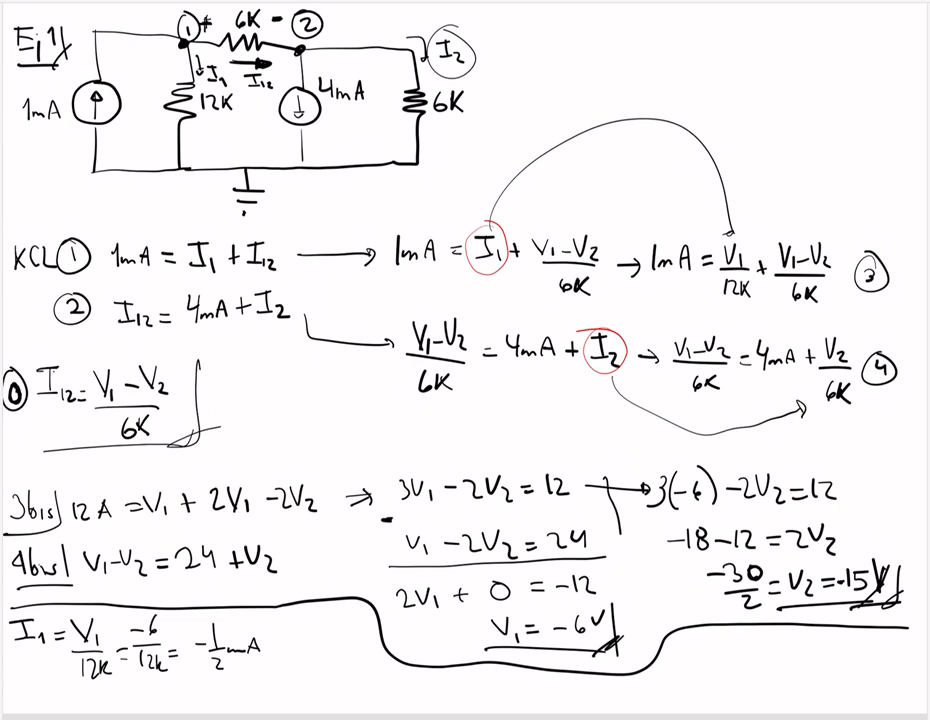 Ej 1)
1 + 6K - 2
I2
1mA
I1
I12
12K
4mA
6K
KCL 1 1mA = I1 + I12 → 1mA = I1 + V1-V2/6K → 1mA = V1/12K + V1-V2/6K 3
2 I12 = 4mA + I2
V1-V2/6K = 4mA + I2 → V1-V2/6K = 4mA + V2/6K 4
0 I12 = V1-V2/6K
3bis) 12A = V1 + 2V1 - 2V2 ⇒ 3V1 - 2V2 = 12 → 3(-6) - 2V2 = 12
- V1 - 2V2 = 24
-18-12 = 2V2
4bis) V1-V2 = 24 + V2
2V1 + 0 = -12
-30/2 = V2 = -15V
V1 = -6V
I1 = V1/12K = -6/12K = -1/2 mA